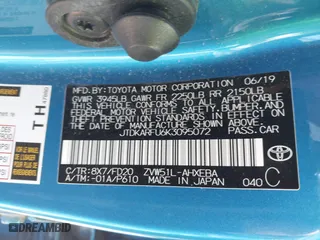 MFD. BY: TOYOTA MOTOR CORPORATION 06/19
GVWR 3945LB GAWR FR 2250LB RR 2150LB
THIS VEHICLE CONFORMS TO ALL APPLICABLE
FEDERAL MOTOR VEHICLE SAFETY, BUMPER, AND
THEFT PREVENTION STANDARDS IN EFFECT ON
THE DATE OF MANUFACTURE SHOWN ABOVE.
JTDKARFU6K3095072 PASS. CAR
C/TR: 8X7/FD20 ZVW51L-AHXEBA
A/TM: -01A/P610 MADE IN JAPAN 040 C
TOYOTA
TH